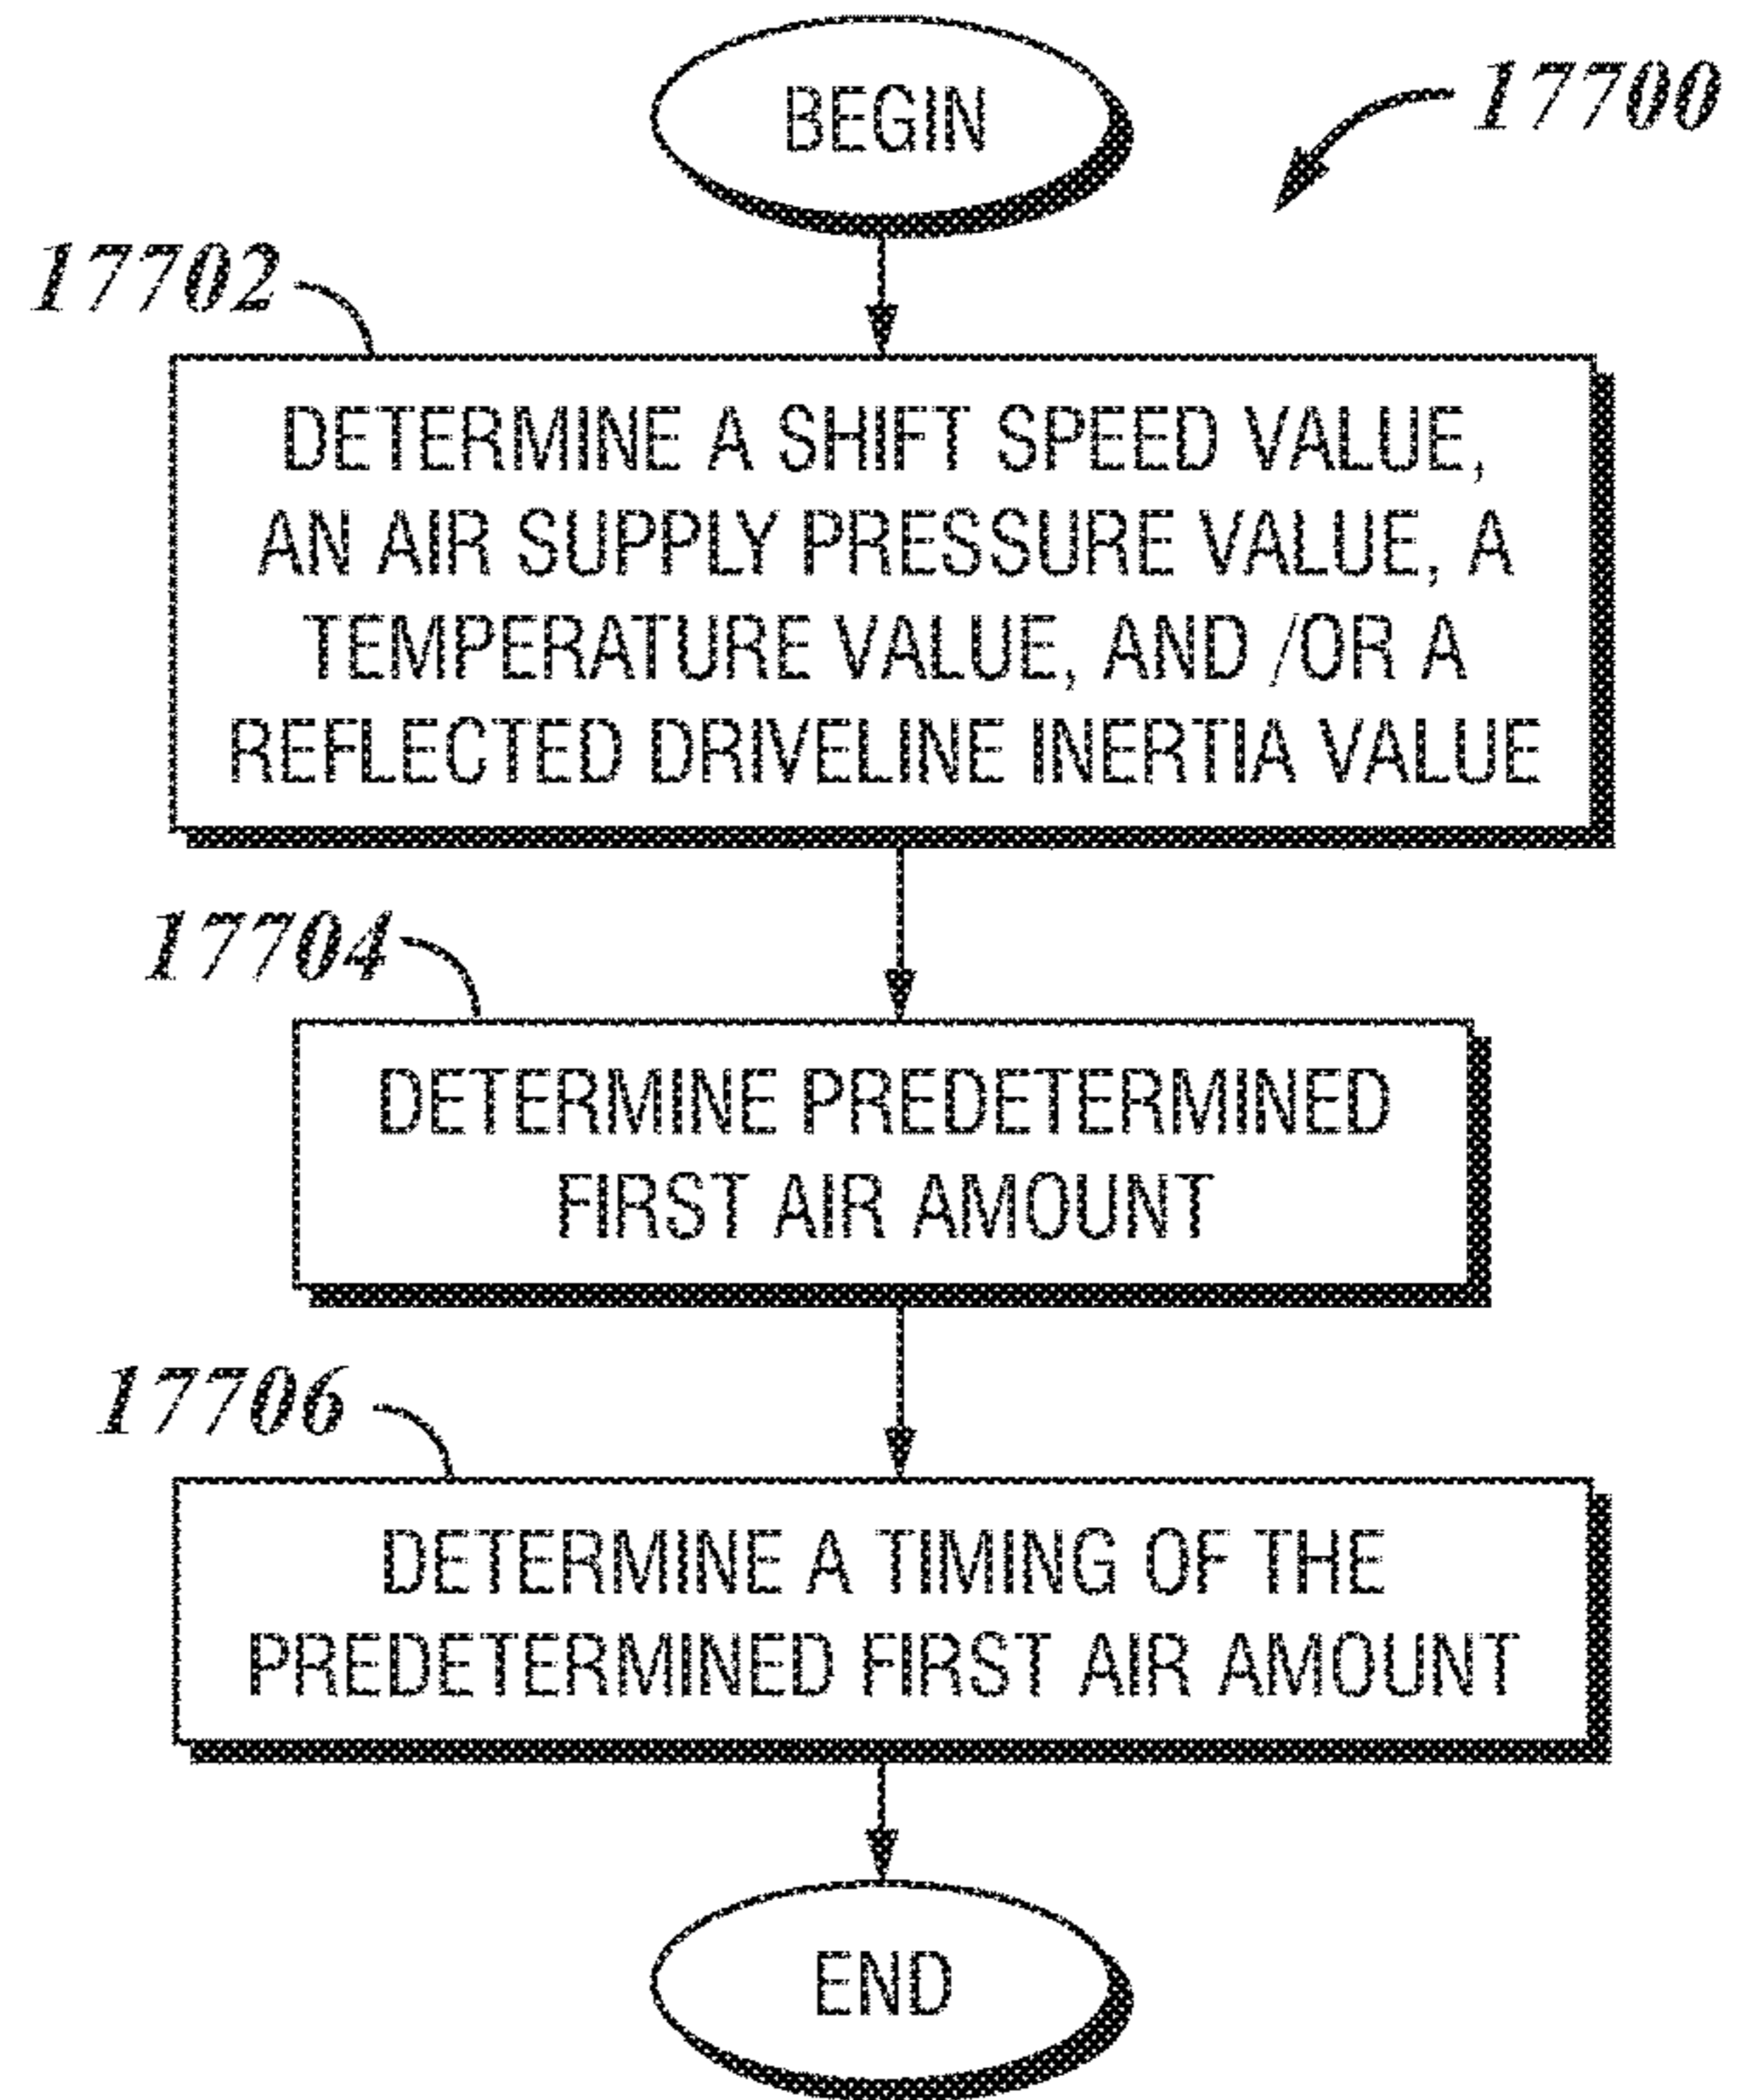 BEGIN
17700
17702
DETERMINE A SHIFT SPEED VALUE,
AN AIR SUPPLY PRESSURE VALUE, A
TEMPERATURE VALUE, AND /OR A
REFLECTED DRIVELINE INERTIA VALUE
17704
DETERMINE PREDETERMINED
FIRST AIR AMOUNT
17706
DETERMINE A TIMING OF THE
PREDETERMINED FIRST AIR AMOUNT
END